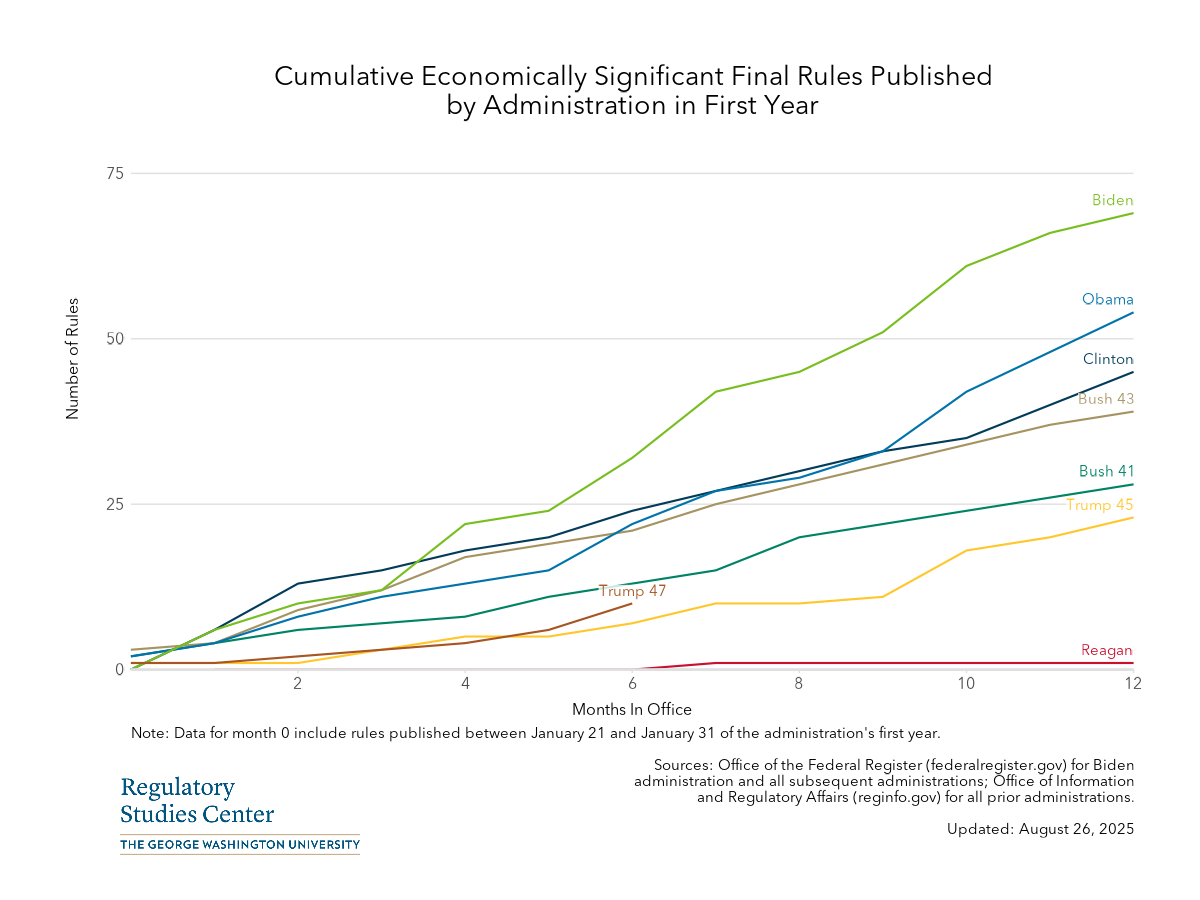 Cumulative Economically Significant Final Rules Published
by Administration in First Year
75
Biden
Obama
50
Clinton
Bush 43
Number of Rules
Bush 41
25
Trump 45
Trump 47
Reagan
0
2
4
6
8
10
12
Months In Office
Note: Data for month 0 include rules published between January 21 and January 31 of the administration's first year.
Sources: Office of the Federal Register (federalregister.gov) for Biden
administration and all subsequent administrations; Office of Information
and Regulatory Affairs (reginfo.gov) for all prior administrations.
Updated: August 26, 2025
Regulatory
Studies Center
THE GEORGE WASHINGTON UNIVERSITY